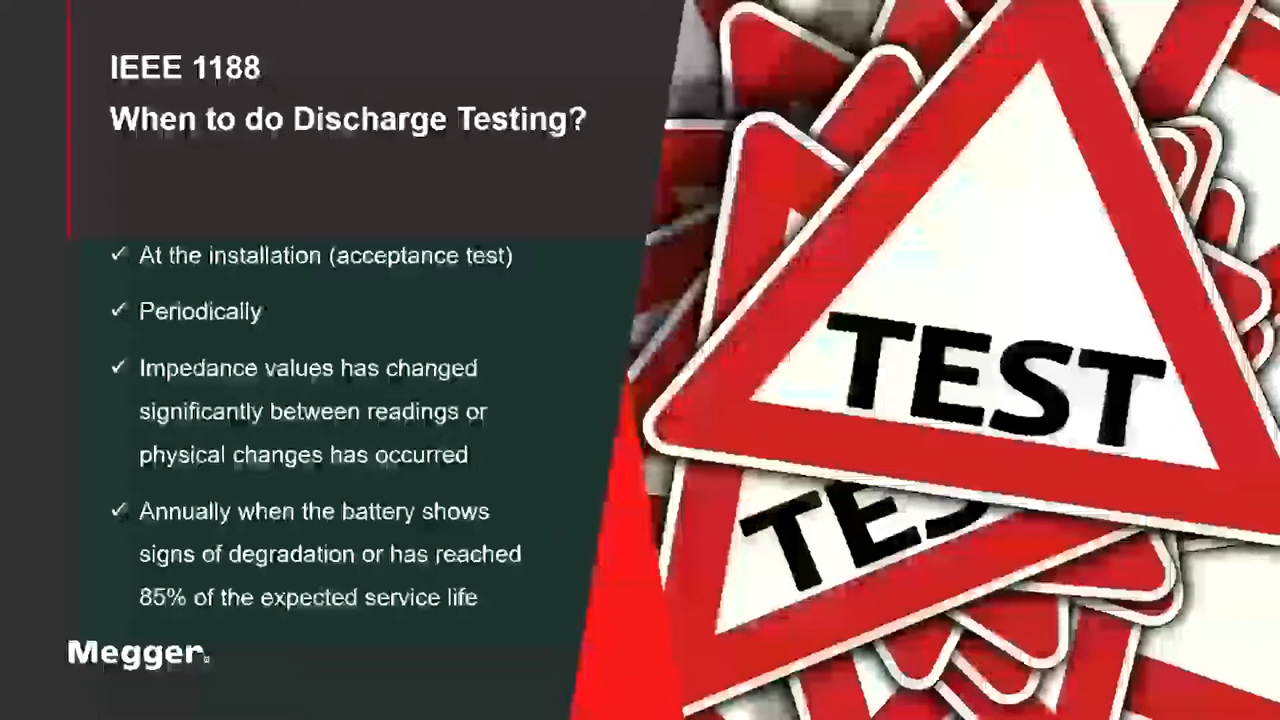 IEEE 1188
When to do Discharge Testing?
✓ At the installation (acceptance test)
✓ Periodically
✓ Impedance values has changed
significantly between readings or
physical changes has occurred
✓ Annually when the battery shows
signs of degradation or has reached
85% of the expected service life
Megger
TEST
TES